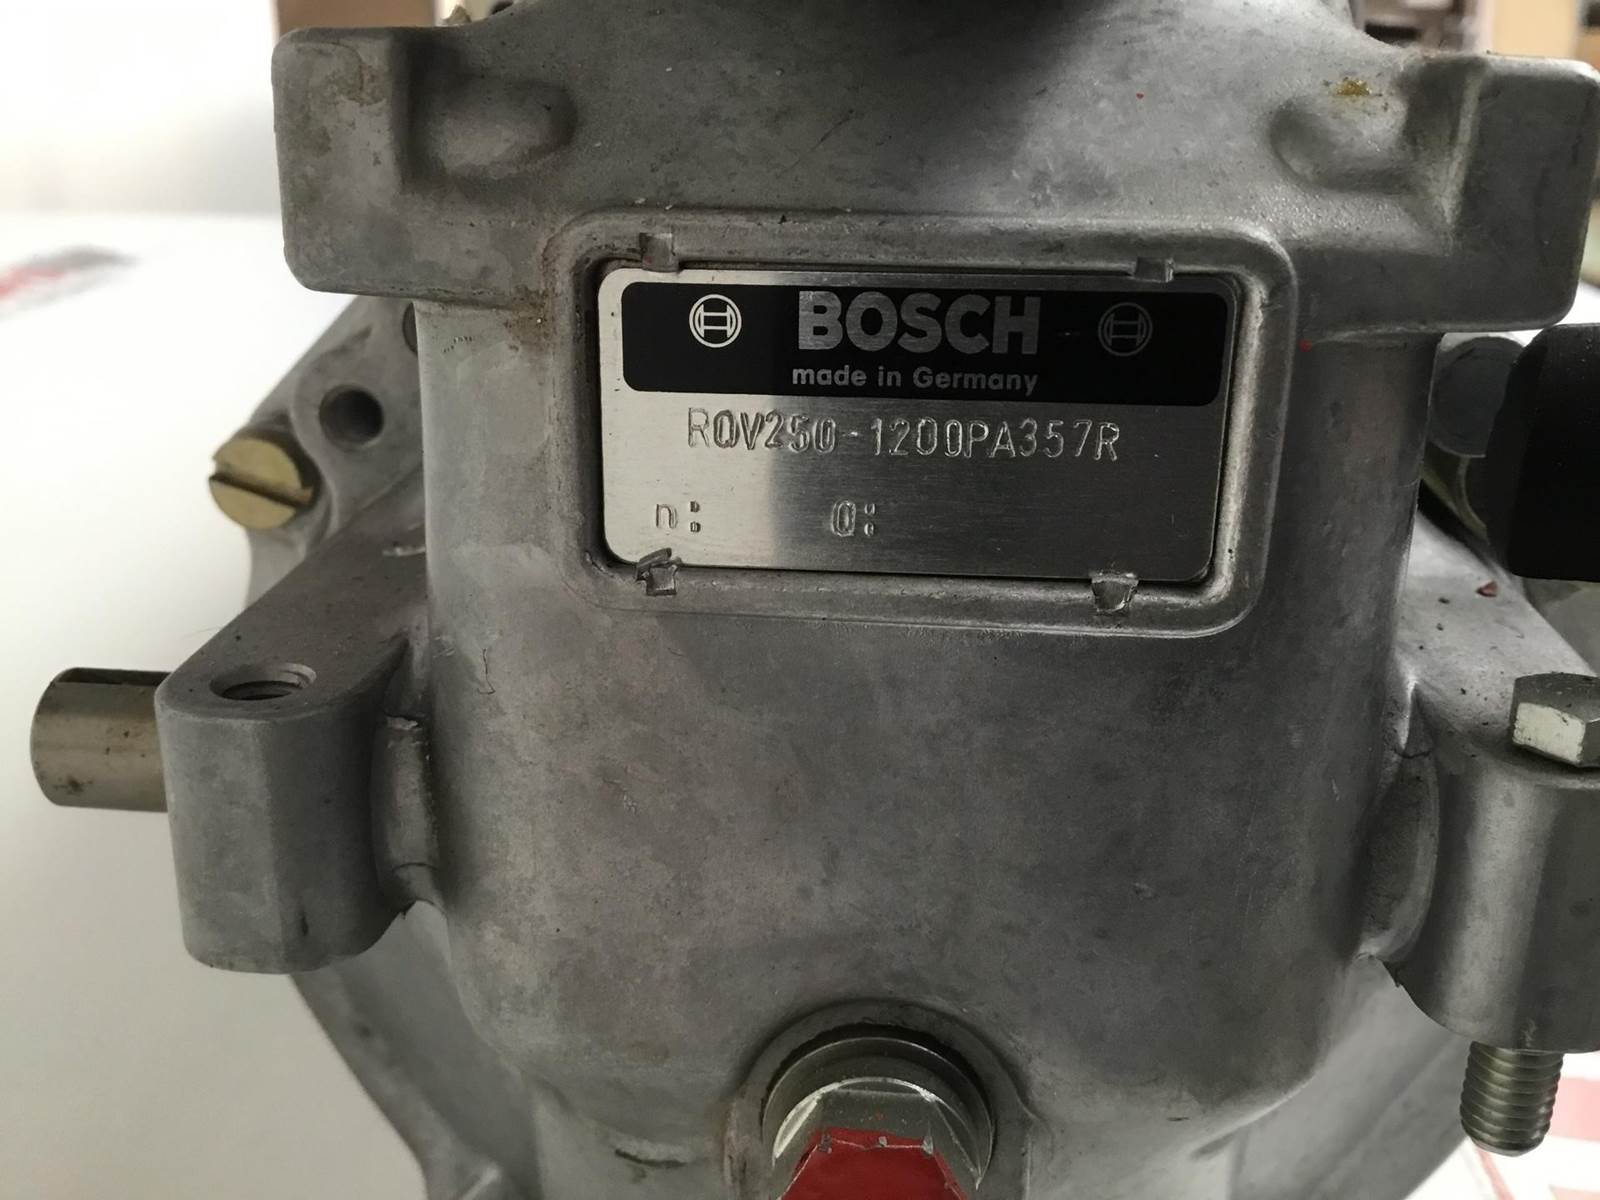 BOSCH
made in Germany
RQV250-1200PA357R
n: Q: